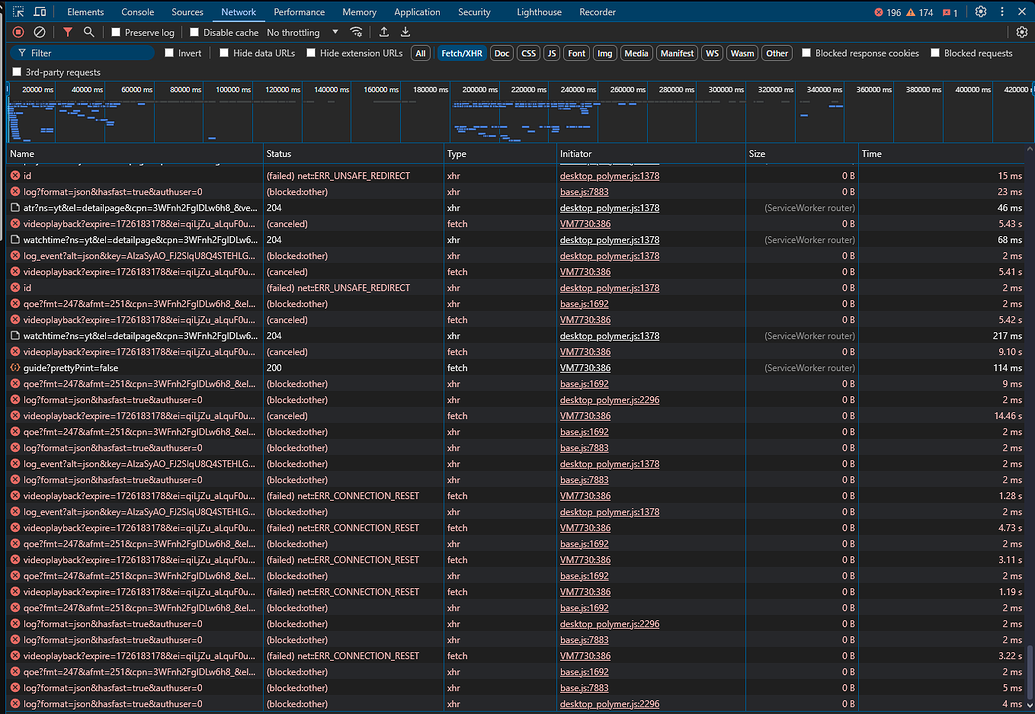 Elements Console Sources Network Performance Memory Application Security Lighthouse Recorder 196 174 1
Preserve log Disable cache No throttling
Filter Invert Hide data URLs Hide extension URLs All Fetch/XHR Doc CSS JS Font Img Media Manifest WS Wasm Other Blocked response cookies Blocked requests
3rd-party requests
20000 ms 40000 ms 60000 ms 80000 ms 100000 ms 120000 ms 140000 ms 160000 ms 180000 ms 200000 ms 220000 ms 240000 ms 260000 ms 280000 ms 300000 ms 320000 ms 340000 ms 360000 ms 380000 ms 400000 ms 420000
Name Status Type Initiator Size Time
id (failed) net::ERR_UNSAFE_REDIRECT xhr desktop_polymer.js:1378 0 B 15 ms
log?format=json&hasfast=true&authuser=0 (blocked:other) xhr base.js:7883 0 B 23 ms
atr?ns=yt&el=detailpage&cpn=3WFnh2FglDLw6h8_&ve... 204 xhr desktop_polymer.js:1378 (ServiceWorker router) 46 ms
videoplayback?expire=1726183178&ei=qiLjZu_aLquF0u... (canceled) fetch VM7730:386 0 B 5.43 s
watchtime?ns=yt&el=detailpage&cpn=3WFnh2FglDLw6... 204 xhr desktop_polymer.js:1378 (ServiceWorker router) 68 ms
log_event?alt=json&key=AIzaSyAO_FJ2SlqU8Q4STEHLG... (blocked:other) xhr desktop_polymer.js:1378 0 B 2 ms
videoplayback?expire=1726183178&ei=qiLjZu_aLquF0u... (canceled) fetch VM7730:386 0 B 5.41 s
id (failed) net::ERR_UNSAFE_REDIRECT xhr desktop_polymer.js:1378 0 B 2 ms
qoe?fmt=247&afmt=251&cpn=3WFnh2FglDLw6h8_&el... (blocked:other) xhr base.js:1692 0 B 2 ms
videoplayback?expire=1726183178&ei=qiLjZu_aLquF0u... (canceled) fetch VM7730:386 0 B 5.42 s
watchtime?ns=yt&el=detailpage&cpn=3WFnh2FglDLw6... 204 xhr desktop_polymer.js:1378 (ServiceWorker router) 217 ms
videoplayback?expire=1726183178&ei=qiLjZu_aLquF0u... (canceled) fetch VM7730:386 0 B 9.10 s
guide?prettyPrint=false 200 fetch VM7730:386 (ServiceWorker router) 114 ms
qoe?fmt=247&afmt=251&cpn=3WFnh2FglDLw6h8_&el... (blocked:other) xhr base.js:1692 0 B 9 ms
log?format=json&hasfast=true&authuser=0 (blocked:other) xhr desktop_polymer.js:2296 0 B 2 ms
videoplayback?expire=1726183178&ei=qiLjZu_aLquF0u... (canceled) fetch VM7730:386 0 B 14.46 s
qoe?fmt=247&afmt=251&cpn=3WFnh2FglDLw6h8_&el... (blocked:other) xhr base.js:1692 0 B 2 ms
log?format=json&hasfast=true&authuser=0 (blocked:other) xhr base.js:7883 0 B 2 ms
log_event?alt=json&key=AIzaSyAO_FJ2SlqU8Q4STEHLG... (blocked:other) xhr desktop_polymer.js:1378 0 B 2 ms
log?format=json&hasfast=true&authuser=0 (blocked:other) xhr base.js:7883 0 B 2 ms
videoplayback?expire=1726183178&ei=qiLjZu_aLquF0u... (failed) net::ERR_CONNECTION_RESET fetch VM7730:386 0 B 1.28 s
log_event?alt=json&key=AIzaSyAO_FJ2SlqU8Q4STEHLG... (blocked:other) xhr desktop_polymer.js:1378 0 B 2 ms
videoplayback?expire=1726183178&ei=qiLjZu_aLquF0u... (failed) net::ERR_CONNECTION_RESET fetch VM7730:386 0 B 4.73 s
qoe?fmt=247&afmt=251&cpn=3WFnh2FglDLw6h8_&el... (blocked:other) xhr base.js:1692 0 B 2 ms
videoplayback?expire=1726183178&ei=qiLjZu_aLquF0u... (failed) net::ERR_CONNECTION_RESET fetch VM7730:386 0 B 3.11 s
qoe?fmt=247&afmt=251&cpn=3WFnh2FglDLw6h8_&el... (blocked:other) xhr base.js:1692 0 B 2 ms
videoplayback?expire=1726183178&ei=qiLjZu_aLquF0u... (failed) net::ERR_CONNECTION_RESET fetch VM7730:386 0 B 1.19 s
qoe?fmt=247&afmt=251&cpn=3WFnh2FglDLw6h8_&el... (blocked:other) xhr base.js:1692 0 B 2 ms
log?format=json&hasfast=true&authuser=0 (blocked:other) xhr desktop_polymer.js:2296 0 B 2 ms
log?format=json&hasfast=true&authuser=0 (blocked:other) xhr base.js:7883 0 B 2 ms
videoplayback?expire=1726183178&ei=qiLjZu_aLquF0u... (failed) net::ERR_CONNECTION_RESET fetch VM7730:386 0 B 3.22 s
qoe?fmt=247&afmt=251&cpn=3WFnh2FglDLw6h8_&el... (blocked:other) xhr base.js:1692 0 B 2 ms
log?format=json&hasfast=true&authuser=0 (blocked:other) xhr base.js:7883 0 B 5 ms
log?format=json&hasfast=true&authuser=0 (blocked:other) xhr desktop_polymer.js:2296 0 B 4 ms